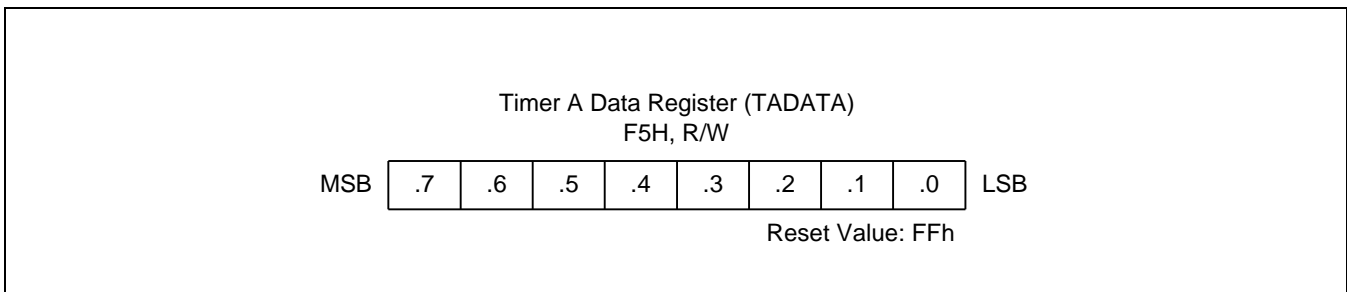 Timer A Data Register (TADATA)
F5H, R/W
MSB .7 .6 .5 .4 .3 .2 .1 .0 LSB
Reset Value: FFh